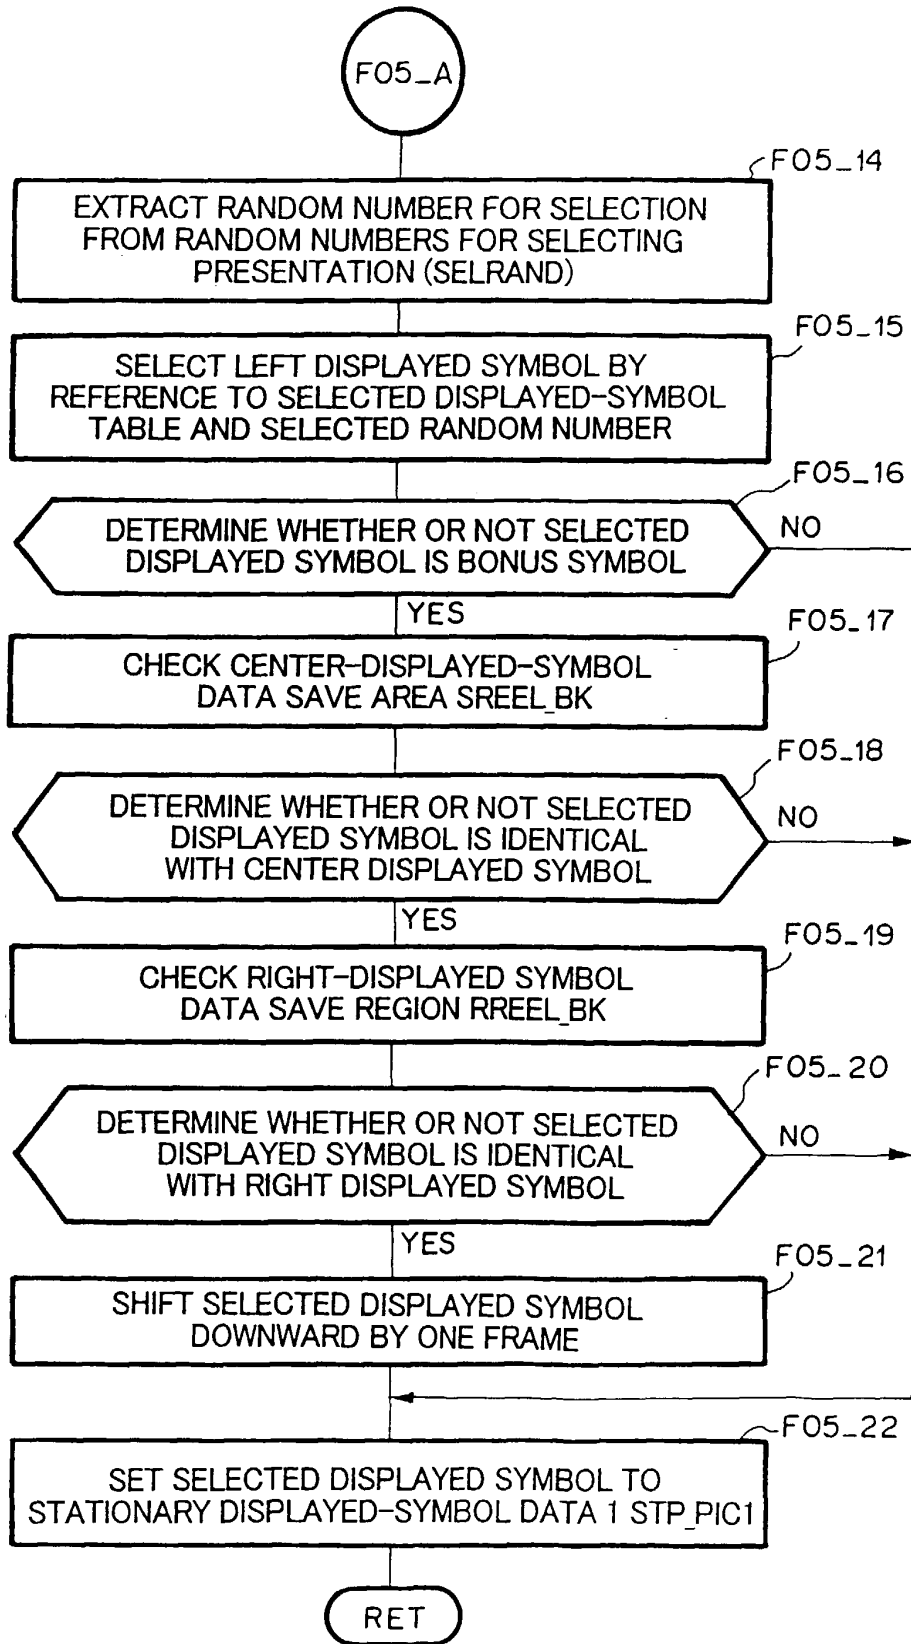 F05_A
F05_14
EXTRACT RANDOM NUMBER FOR SELECTION
FROM RANDOM NUMBERS FOR SELECTING
PRESENTATION (SELRAND)
F05_15
SELECT LEFT DISPLAYED SYMBOL BY
REFERENCE TO SELECTED DISPLAYED-SYMBOL
TABLE AND SELECTED RANDOM NUMBER
F05_16
DETERMINE WHETHER OR NOT SELECTED
DISPLAYED SYMBOL IS BONUS SYMBOL
NO
YES
F05_17
CHECK CENTER-DISPLAYED-SYMBOL
DATA SAVE AREA SREEL_BK
F05_18
DETERMINE WHETHER OR NOT SELECTED
DISPLAYED SYMBOL IS IDENTICAL
WITH CENTER DISPLAYED SYMBOL
NO
YES
F05_19
CHECK RIGHT-DISPLAYED SYMBOL
DATA SAVE REGION RREEL_BK
F05_20
DETERMINE WHETHER OR NOT SELECTED
DISPLAYED SYMBOL IS IDENTICAL
WITH RIGHT DISPLAYED SYMBOL
NO
YES
F05_21
SHIFT SELECTED DISPLAYED SYMBOL
DOWNWARD BY ONE FRAME
F05_22
SET SELECTED DISPLAYED SYMBOL TO
STATIONARY DISPLAYED-SYMBOL DATA 1 STP_PIC1
RET